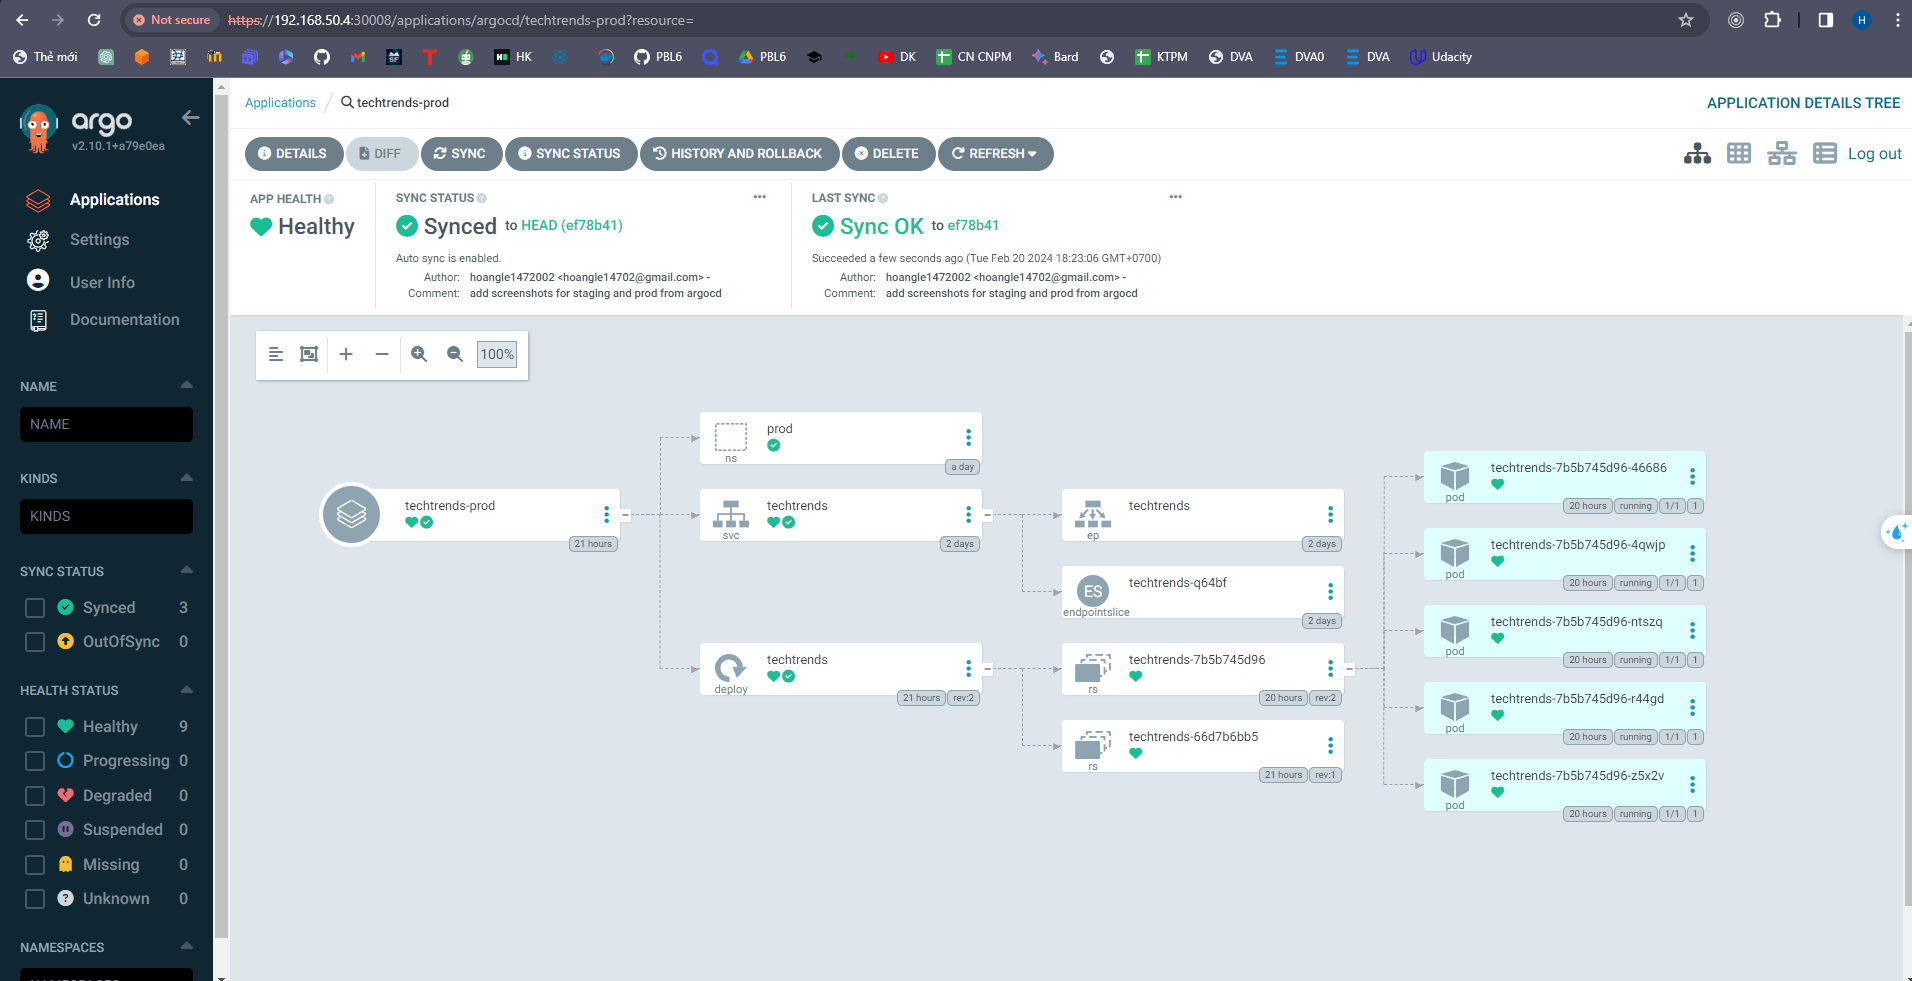 Not secure https://192.168.50.4:30008/applications/argocd/techtrends-prod?resource= H
Thẻ mới HK PBL6 PBL6 DK CN CNPM Bard KTPM DVA DVA0 DVA Udacity
argo
v2.10.1+a79e0ea
Applications
Settings
User Info
Documentation
NAME
NAME
KINDS
KINDS
SYNC STATUS
Synced 3
OutOfSync 0
HEALTH STATUS
Healthy 9
Progressing 0
Degraded 0
Suspended 0
Missing 0
Unknown 0
NAMESPACES
Applications / techtrends-prod
APPLICATION DETAILS TREE
DETAILS DIFF SYNC SYNC STATUS HISTORY AND ROLLBACK DELETE REFRESH
Log out
APP HEALTH
Healthy
SYNC STATUS
Synced to HEAD (ef78b41)
Auto sync is enabled.
Author: hoangle1472002 <hoangle14702@gmail.com> -
Comment: add screenshots for staging and prod from argocd
LAST SYNC
Sync OK to ef78b41
Succeeded a few seconds ago (Tue Feb 20 2024 18:23:06 GMT+0700)
Author: hoangle1472002 <hoangle14702@gmail.com> -
Comment: add screenshots for staging and prod from argocd
100%
techtrends-prod
21 hours
prod
ns
a day
techtrends
svc
2 days
techtrends
deploy
21 hours rev:2
techtrends
ep
2 days
ES
techtrends-q64bf
endpointslice
2 days
techtrends-7b5b745d96
rs
20 hours rev:2
techtrends-66d7b6bb5
rs
21 hours rev:1
techtrends-7b5b745d96-46686
pod
20 hours running 1/1 1
techtrends-7b5b745d96-4qwjp
pod
20 hours running 1/1 1
techtrends-7b5b745d96-ntszq
pod
20 hours running 1/1 1
techtrends-7b5b745d96-r44gd
pod
20 hours running 1/1 1
techtrends-7b5b745d96-z5x2v
pod
20 hours running 1/1 1